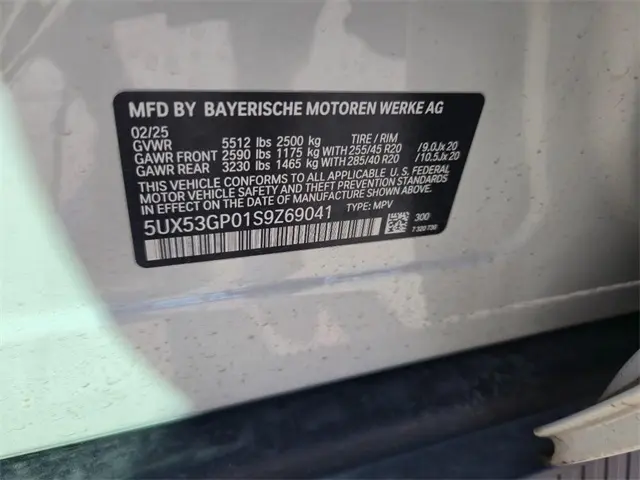 MFD BY BAYERISCHE MOTOREN WERKE AG
02/25
GVWR 5512 lbs 2500 kg TIRE / RIM
GAWR FRONT 2590 lbs 1175 kg WITH 255/45 R20 /9.0Jx20
GAWR REAR 3230 lbs 1465 kg WITH 285/40 R20 /10.5Jx20
THIS VEHICLE CONFORMS TO ALL APPLICABLE U. S. FEDERAL
MOTOR VEHICLE SAFETY AND THEFT PREVENTION STANDARDS
IN EFFECT ON THE DATE OF MANUFACTURE SHOWN ABOVE.
5UX53GP01S9Z69041 TYPE: MPV
300
7 320 730